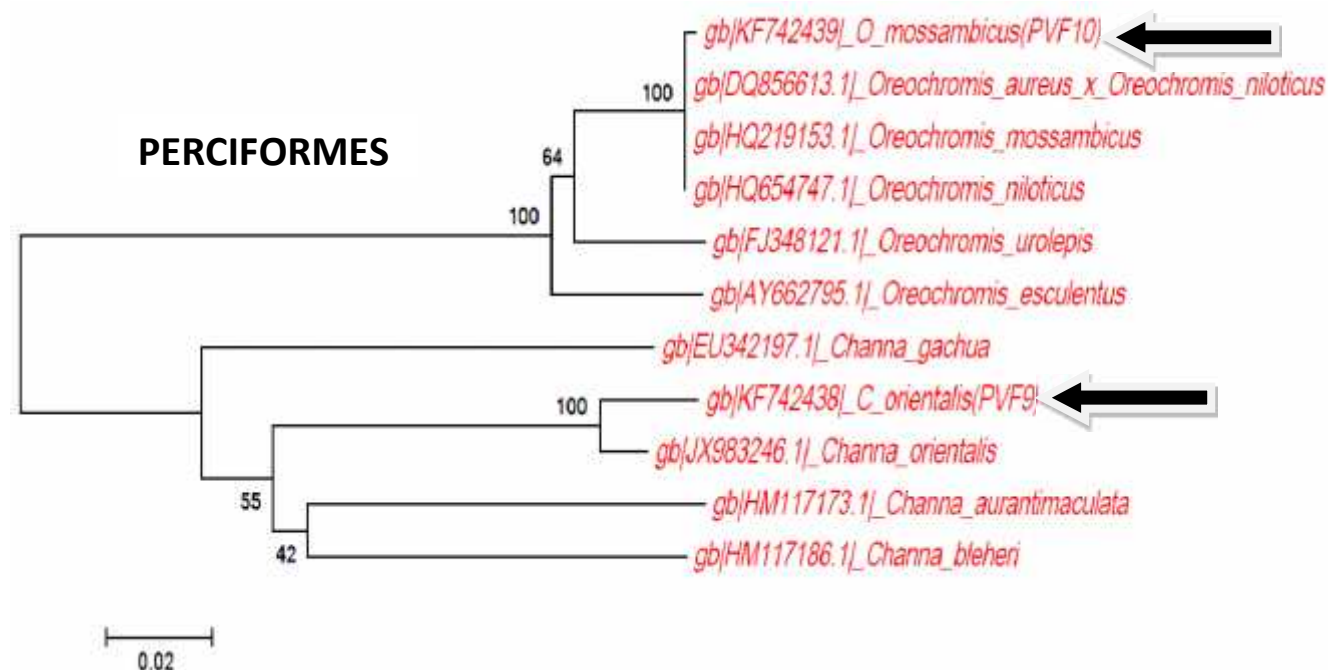 gb|KF742439|_O_mossambicus(PVF10)
gb|DQ856613.1|_Oreochromis_aureus_x_Oreochromis_niloticus
100
PERCIFORMES
gb|HQ219153.1|_Oreochromis_mossambicus
64
gb|HQ654747.1|_Oreochromis_niloticus
100
gb|FJ348121.1|_Oreochromis_urolepis
gb|AY662795.1|_Oreochromis_esculentus
gb|EU342197.1|_Channa_gachua
gb|KF742438|_C_orientalis(PVF9)
100
gb|JX983246.1|_Channa_orientalis
55
gb|HM117173.1|_Channa_aurantimaculata
42
gb|HM117186.1|_Channa_bleheri
0.02